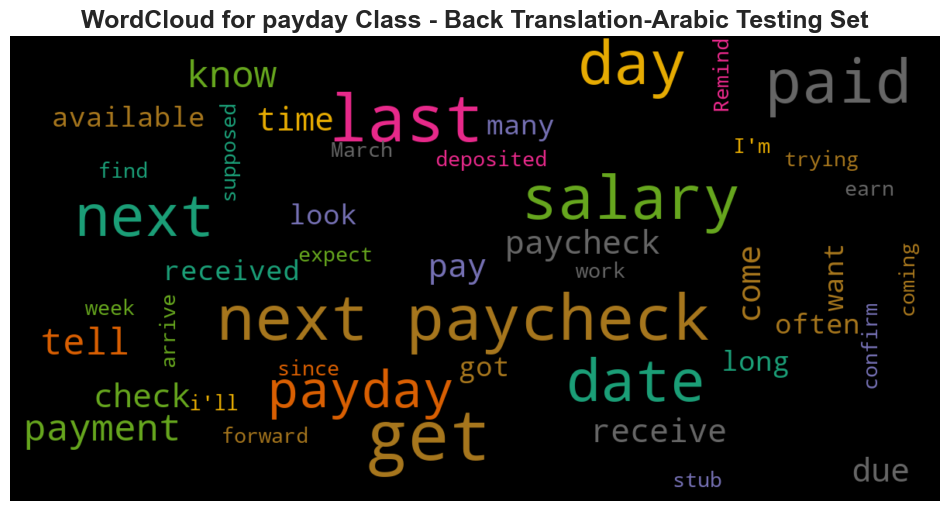 WordCloud for payday Class - Back Translation-Arabic Testing Set
day
Remind
paid
know
last
available
supposed
time
many
I'm
March
deposited
trying
find
salary
earn
next
look
paycheck
come
want
coming
expect
received
pay
work
week
arrive
next paycheck
often
confirm
tell
since
got
date
long
payday
check
i'll
get
payment
forward
receive
due
stub